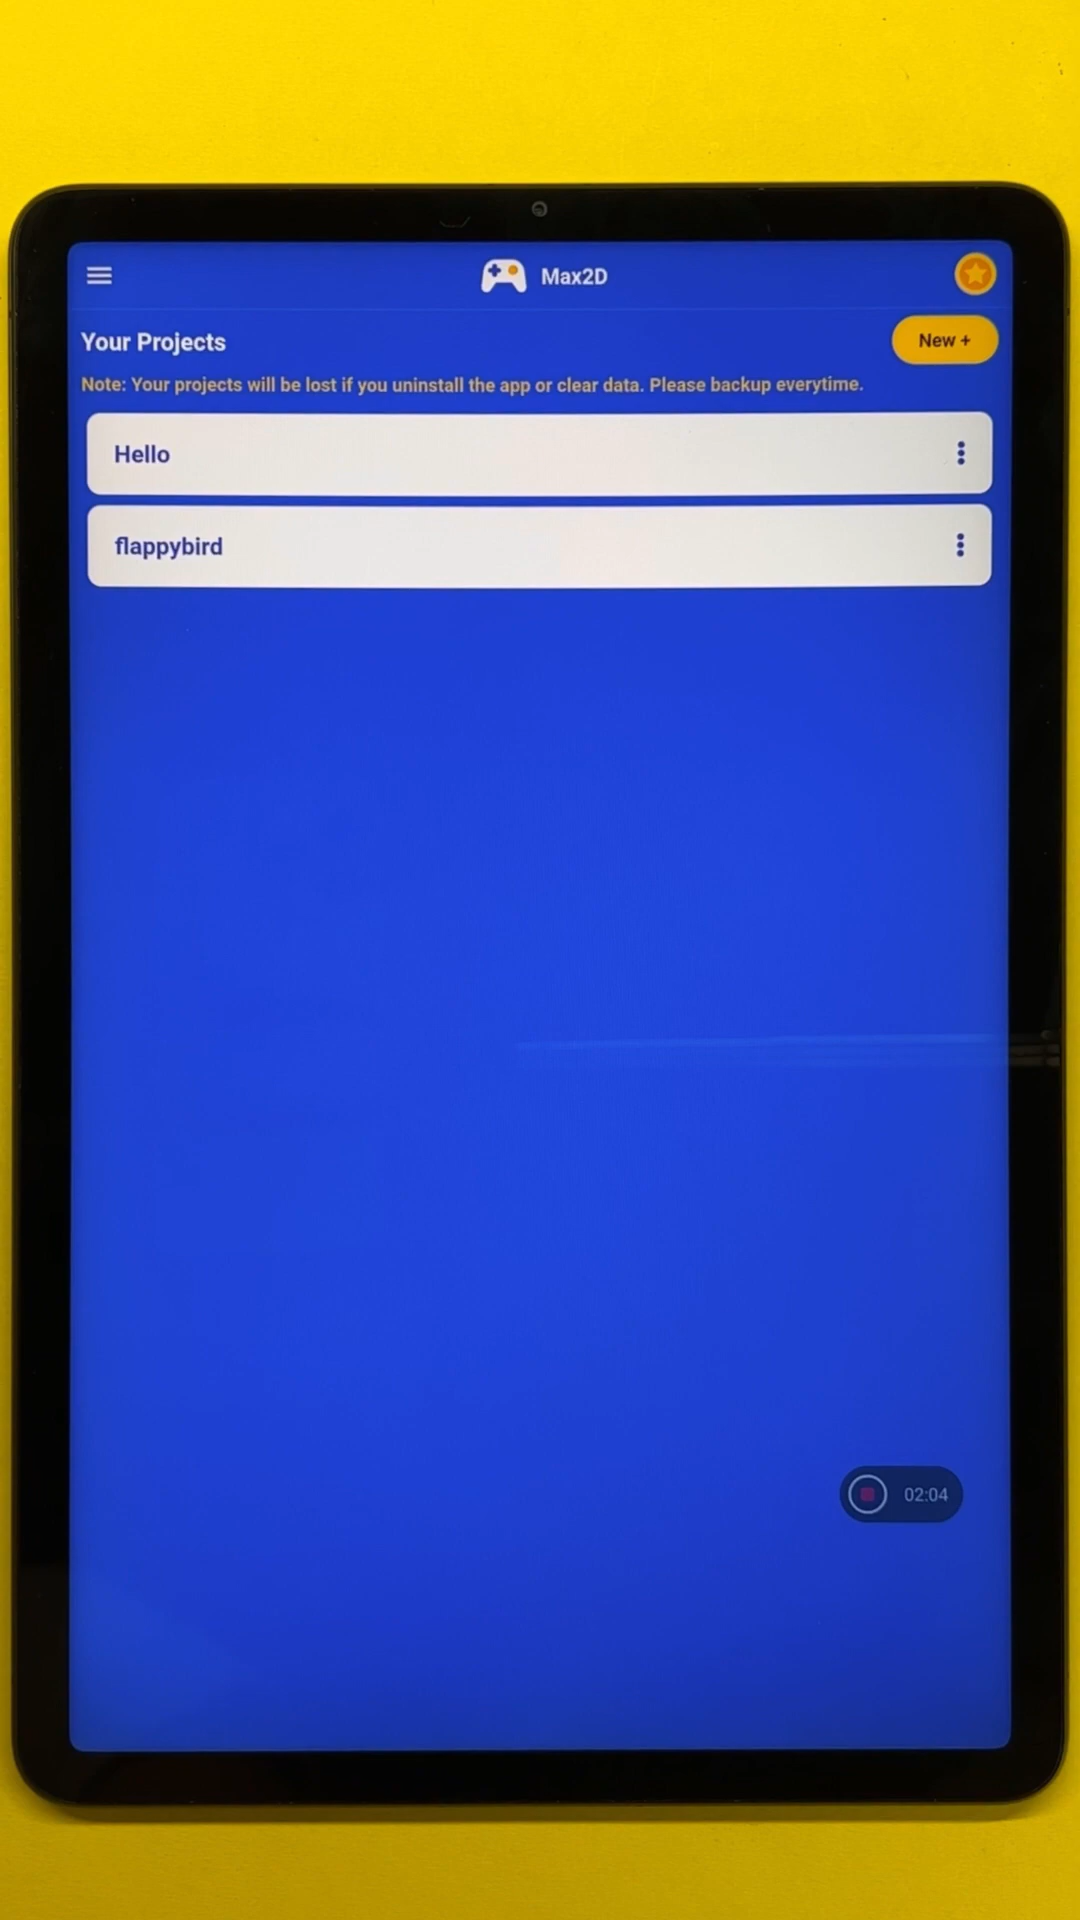 Max2D
Your Projects
New +
Note: Your projects will be lost if you uninstall the app or clear data. Please backup everytime.
Hello
flappybird
02:04